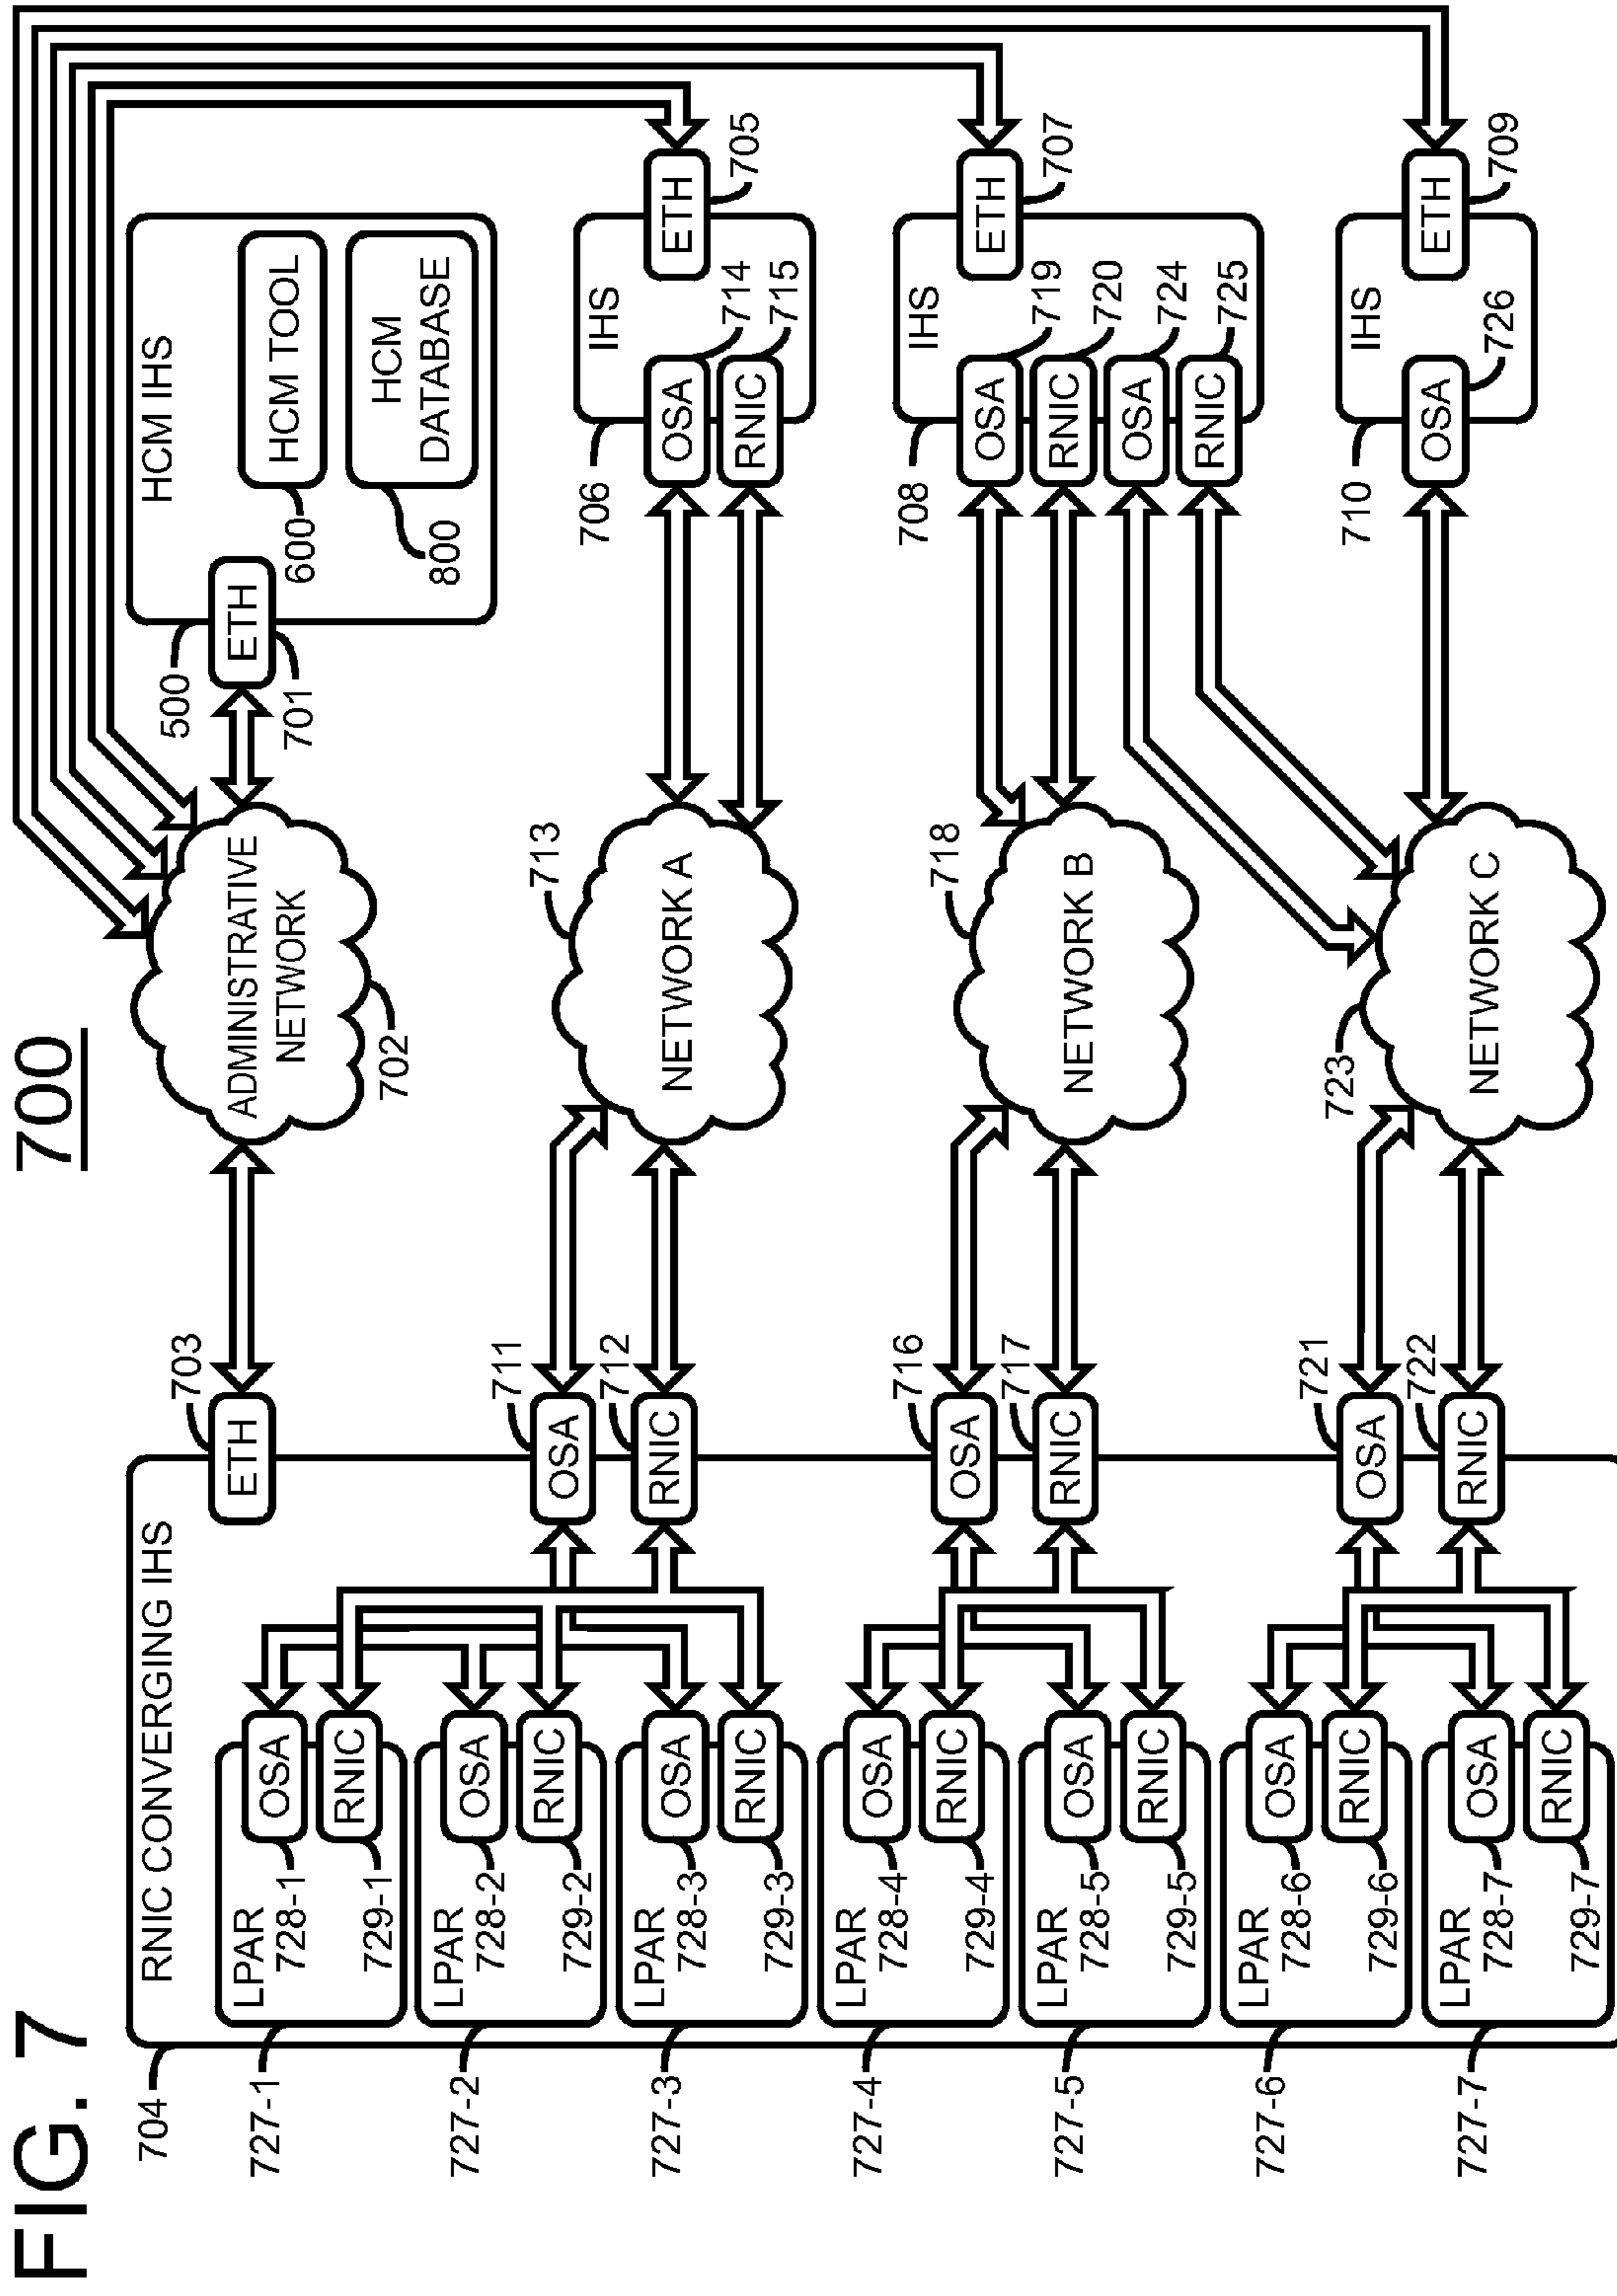 FIG. 7
700
RNIC CONVERGING IHS
704
ETH
703
ADMINISTRATIVE
NETWORK
702
ETH
701
500
HCM IHS
HCM TOOL
600
HCM
DATABASE
800
LPAR
727-1
OSA
728-1
RNIC
729-1
LPAR
727-2
OSA
728-2
RNIC
729-2
LPAR
727-3
OSA
728-3
RNIC
729-3
OSA
711
RNIC
712
NETWORK A
713
IHS
706
OSA
714
RNIC
715
ETH
705
LPAR
727-4
OSA
728-4
RNIC
729-4
LPAR
727-5
OSA
728-5
RNIC
729-5
OSA
716
RNIC
717
NETWORK B
718
IHS
708
OSA
719
RNIC
720
OSA
724
RNIC
725
ETH
707
LPAR
727-6
OSA
728-6
RNIC
729-6
LPAR
727-7
OSA
728-7
RNIC
729-7
OSA
721
RNIC
722
NETWORK C
723
IHS
710
OSA
726
ETH
709